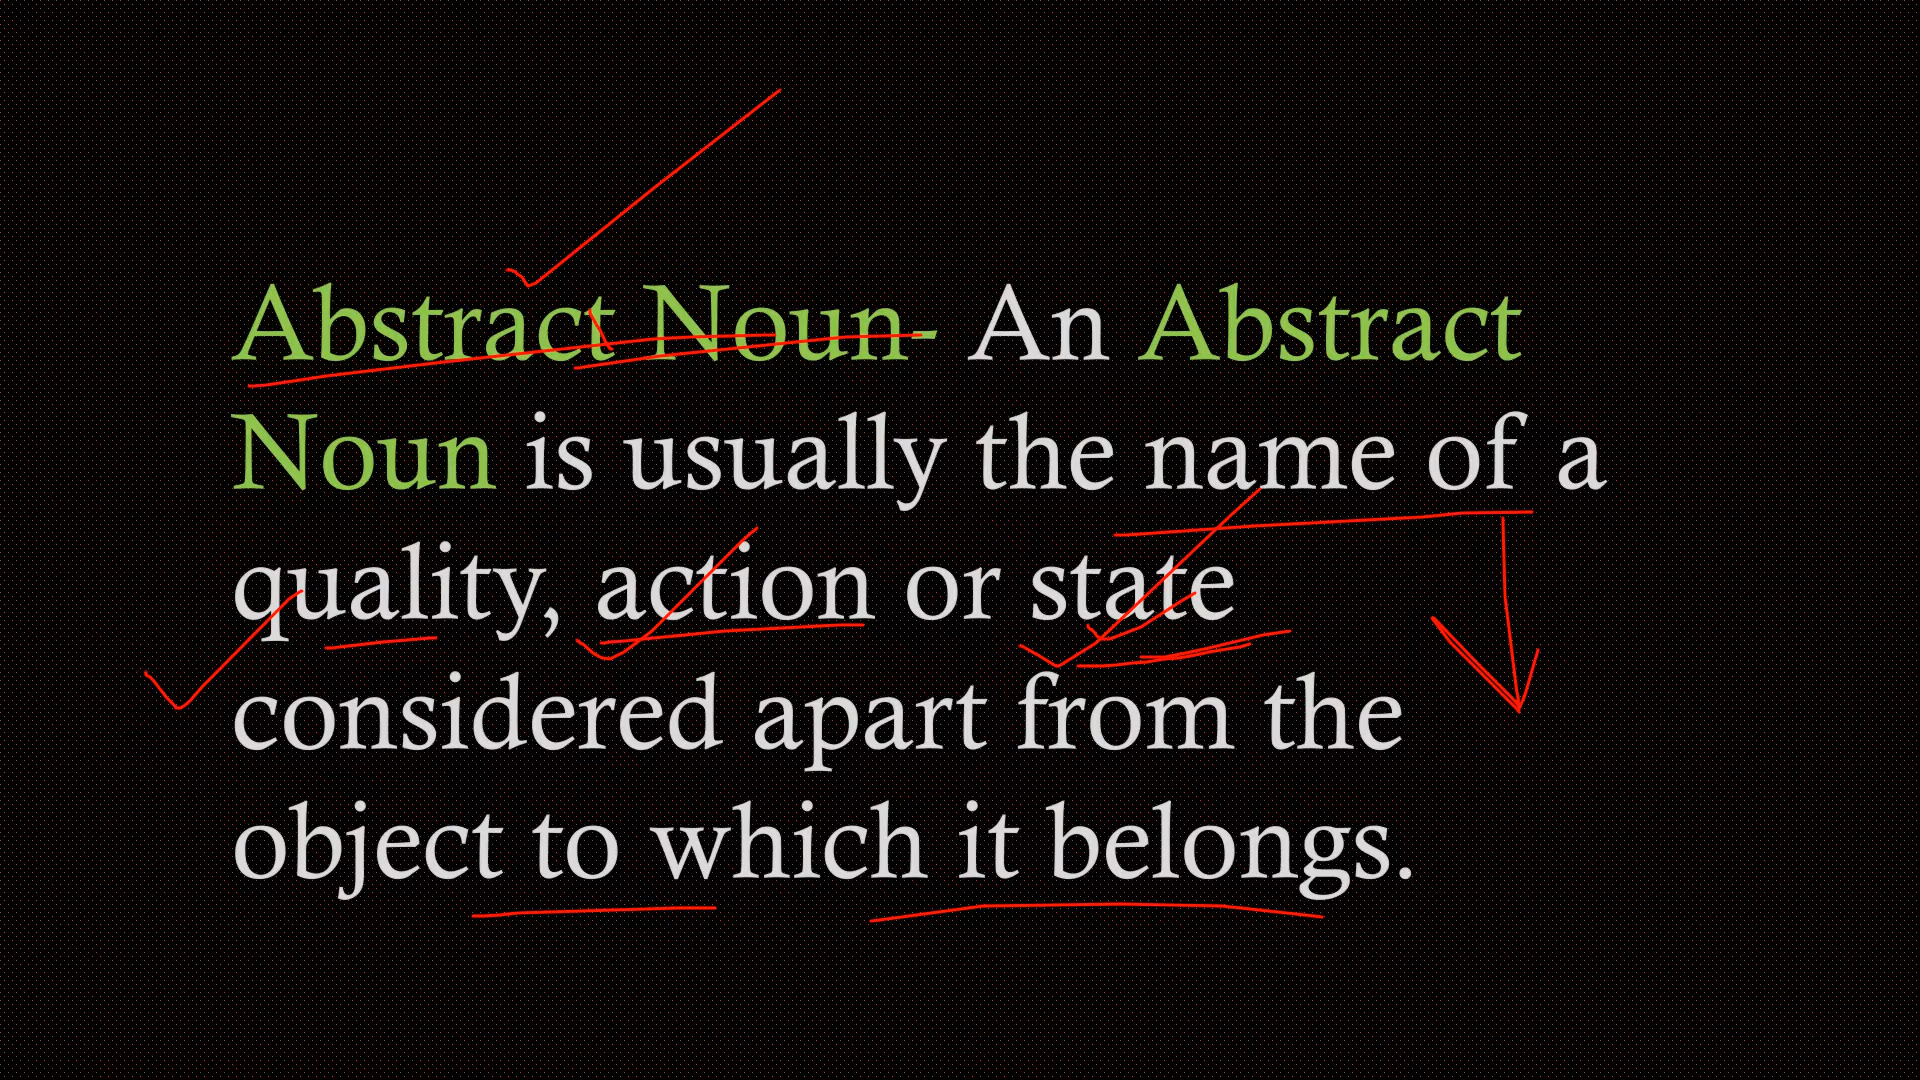 Abstract Noun- An Abstract
Noun is usually the name of a
quality, action or state
considered apart from the
object to which it belongs.